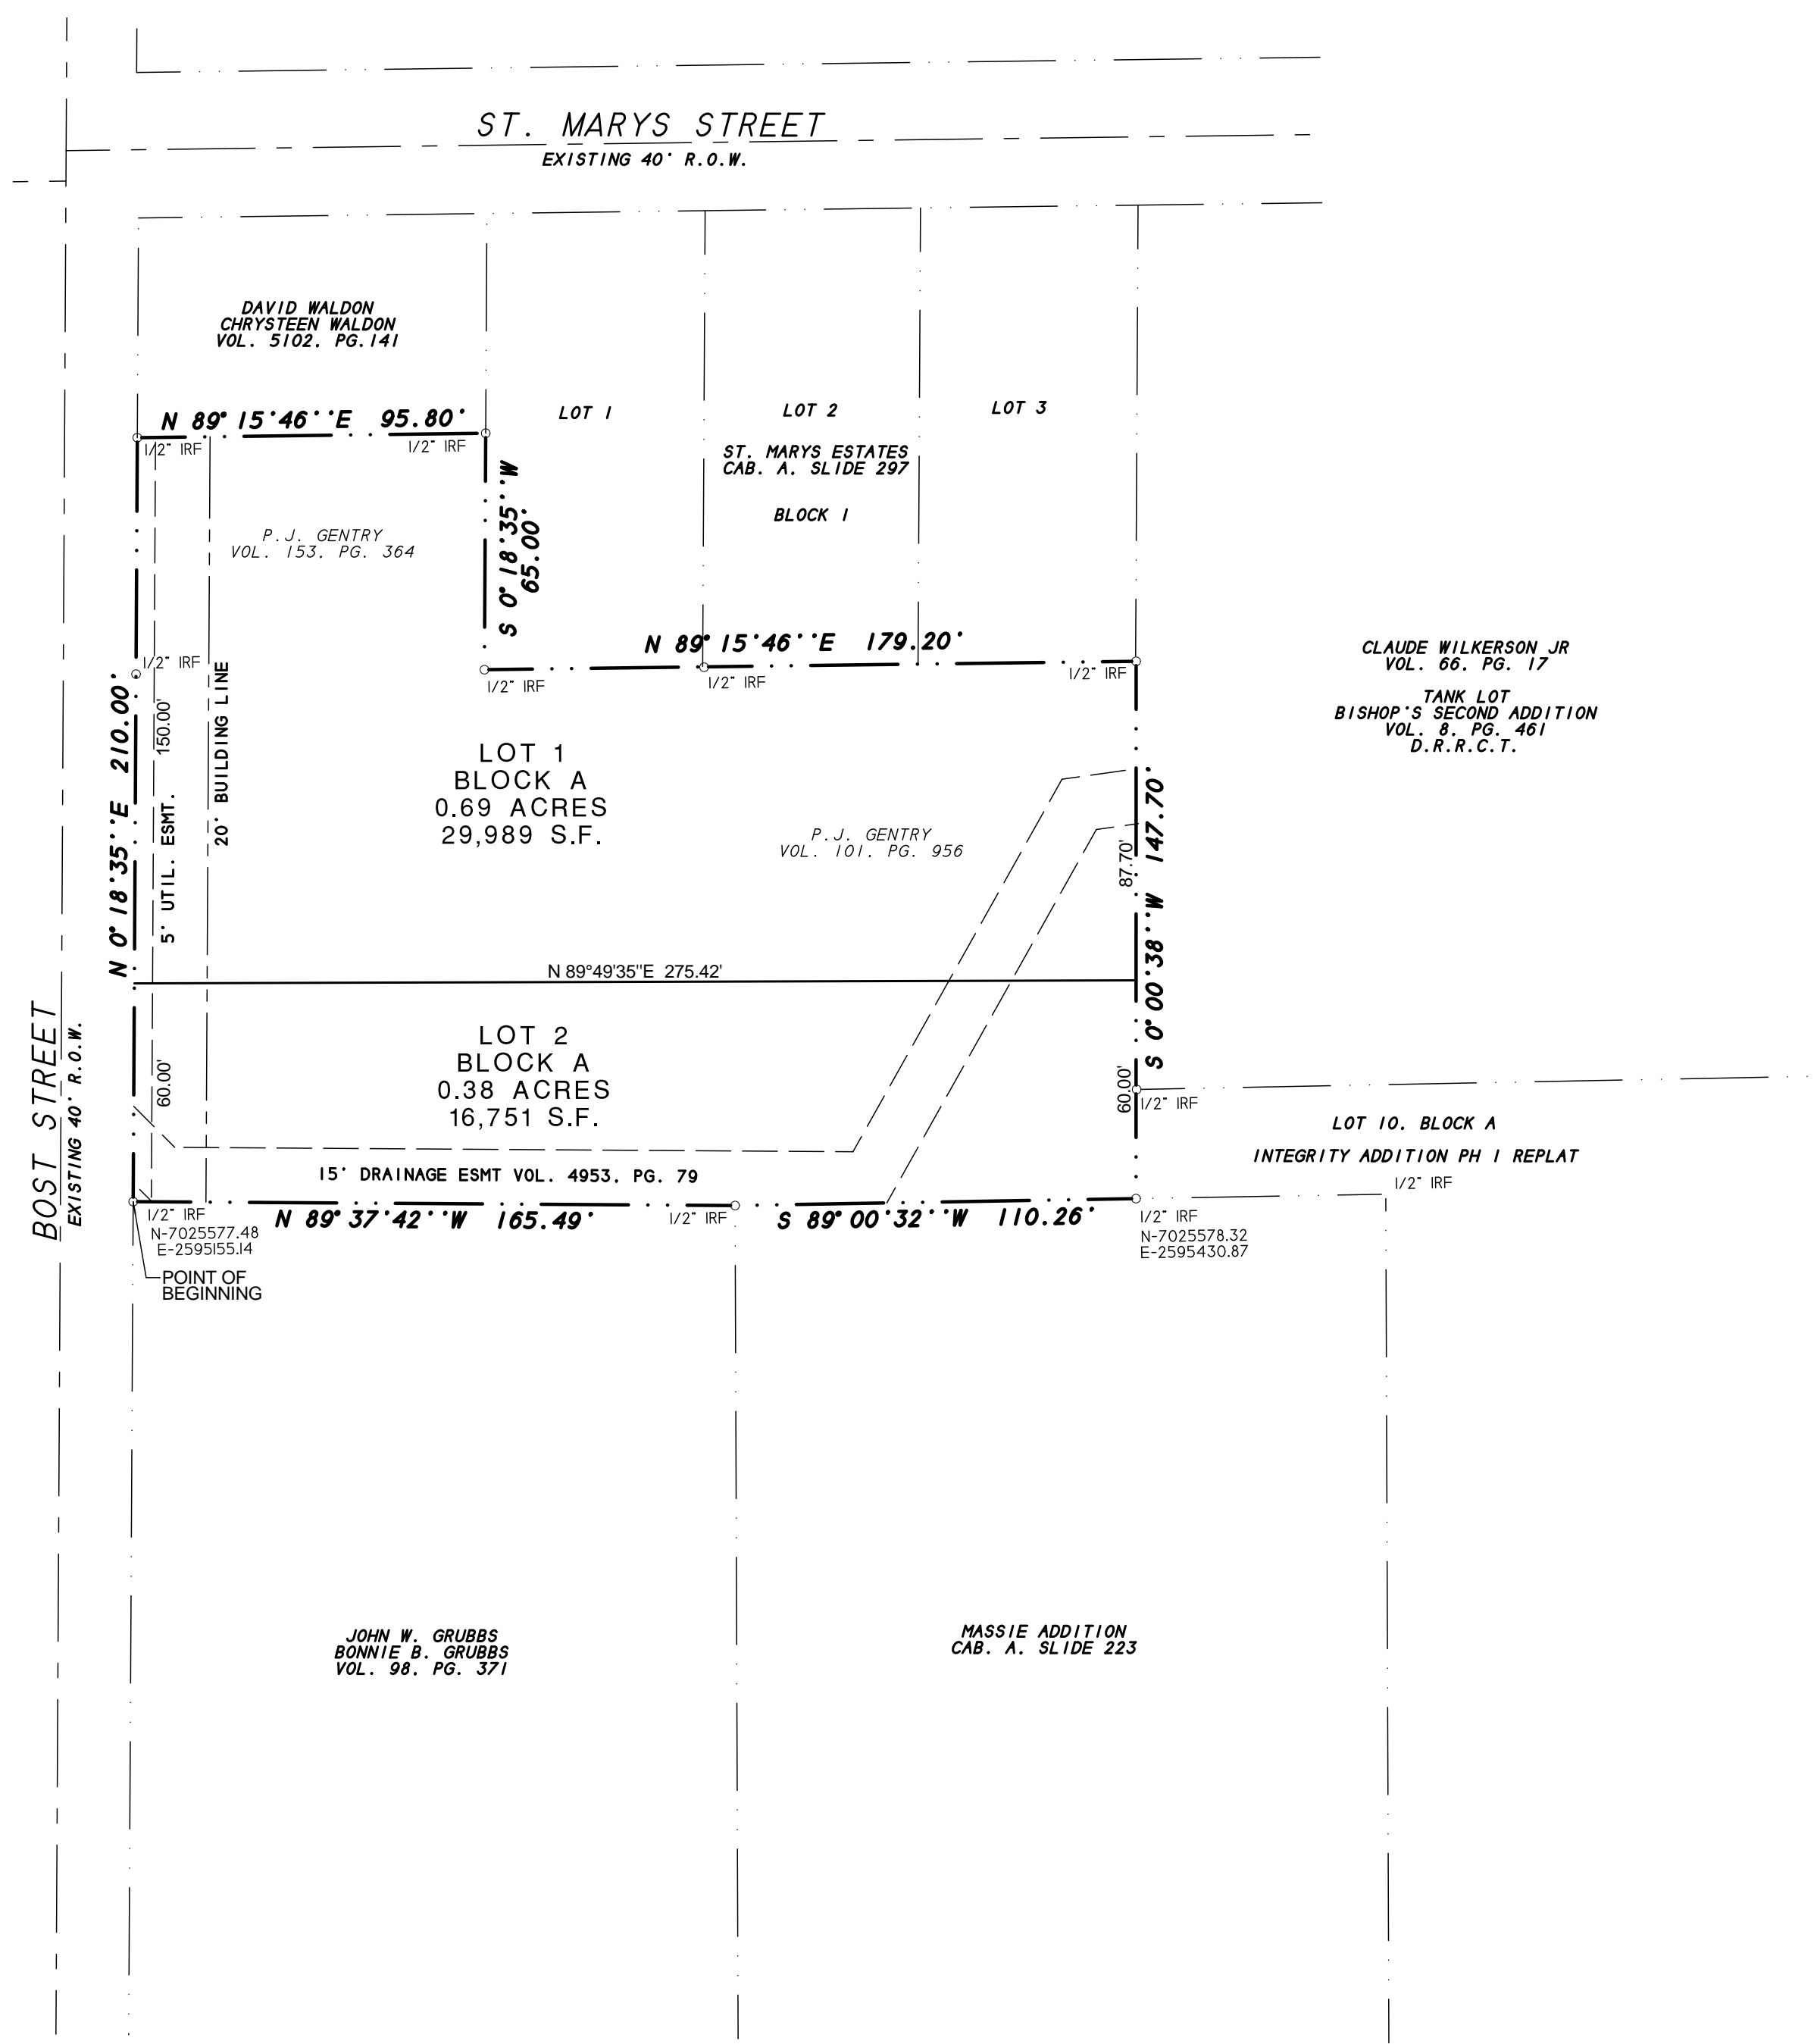 ST. MARYS STREET
EXISTING 40' R.O.W.
DAVID WALDON
CHRYSTEEN WALDON
VOL. 5102, PG.141
N 89°15'46''E 95.80'
1/2" IRF
1/2" IRF
LOT 1
LOT 2
LOT 3
ST. MARYS ESTATES
CAB. A, SLIDE 297
BLOCK 1
P.J. GENTRY
VOL. 153, PG. 364
S 0°18'35''W
65.00'
N 89°15'46''E 179.20'
1/2" IRF
1/2" IRF
1/2" IRF
1/2" IRF
CLAUDE WILKERSON JR
VOL. 66, PG. 17
TANK LOT
BISHOP'S SECOND ADDITION
VOL. 8, PG. 461
D.R.R.C.T.
N 0°18'35''E 210.00'
150.00'
5' UTIL. ESMT.
20' BUILDING LINE
LOT 1
BLOCK A
0.69 ACRES
29,989 S.F.
P.J. GENTRY
VOL. 101, PG. 956
87.70'
S 0°00'38''W 147.70'
N 89°49'35"E 275.42'
BOST STREET
EXISTING 40' R.O.W.
60.00'
LOT 2
BLOCK A
0.38 ACRES
16,751 S.F.
60.00'
1/2" IRF
LOT 10, BLOCK A
INTEGRITY ADDITION PH 1 REPLAT
1/2" IRF
15' DRAINAGE ESMT VOL. 4953, PG. 79
1/2" IRF
N-7025577.48
E-2595155.14
N 89°37'42''W 165.49'
1/2" IRF
S 89°00'32''W 110.26'
1/2" IRF
N-7025578.32
E-2595430.87
POINT OF
BEGINNING
JOHN W. GRUBBS
BONNIE B. GRUBBS
VOL. 98, PG. 371
MASSIE ADDITION
CAB. A, SLIDE 223